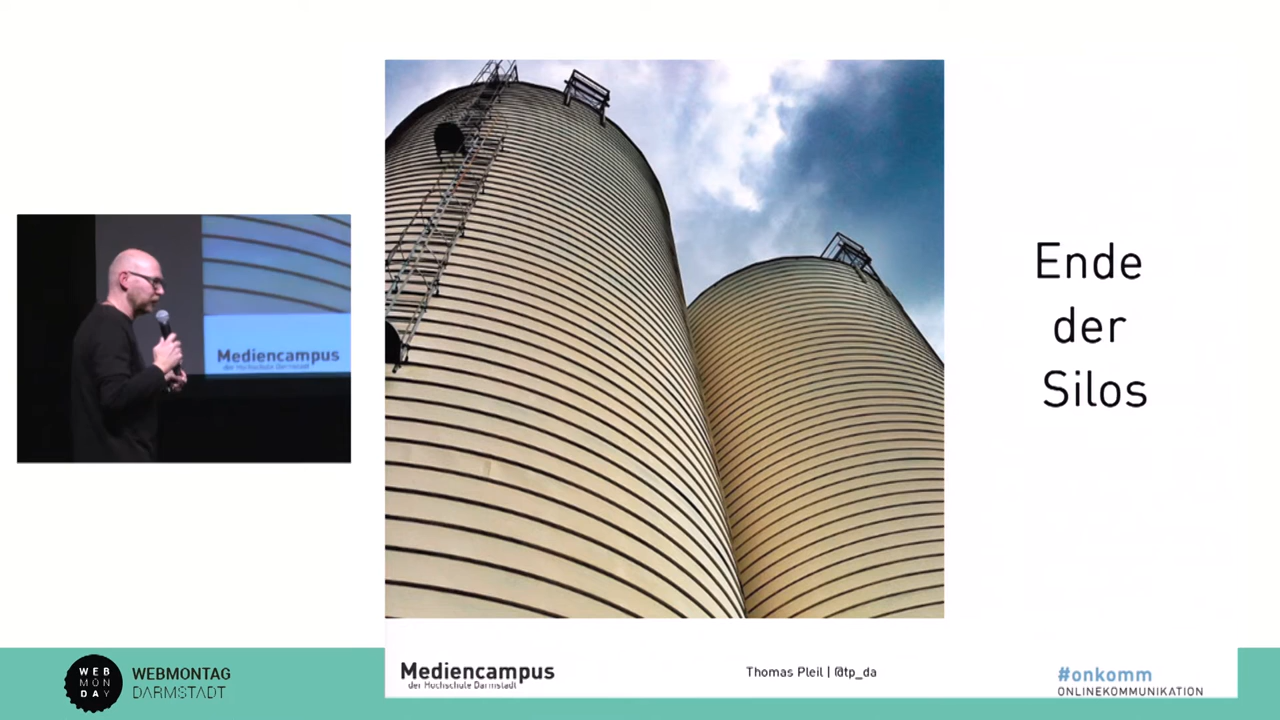 Mediencampus
der Hochschule Darmstadt
Ende
der
Silos
WEB
MON
DAY
WEBMONTAG
DARMSTADT
Mediencampus
der Hochschule Darmstadt
Thomas Pleil | @tp_da
#onkomm
ONLINEKOMMUNIKATION